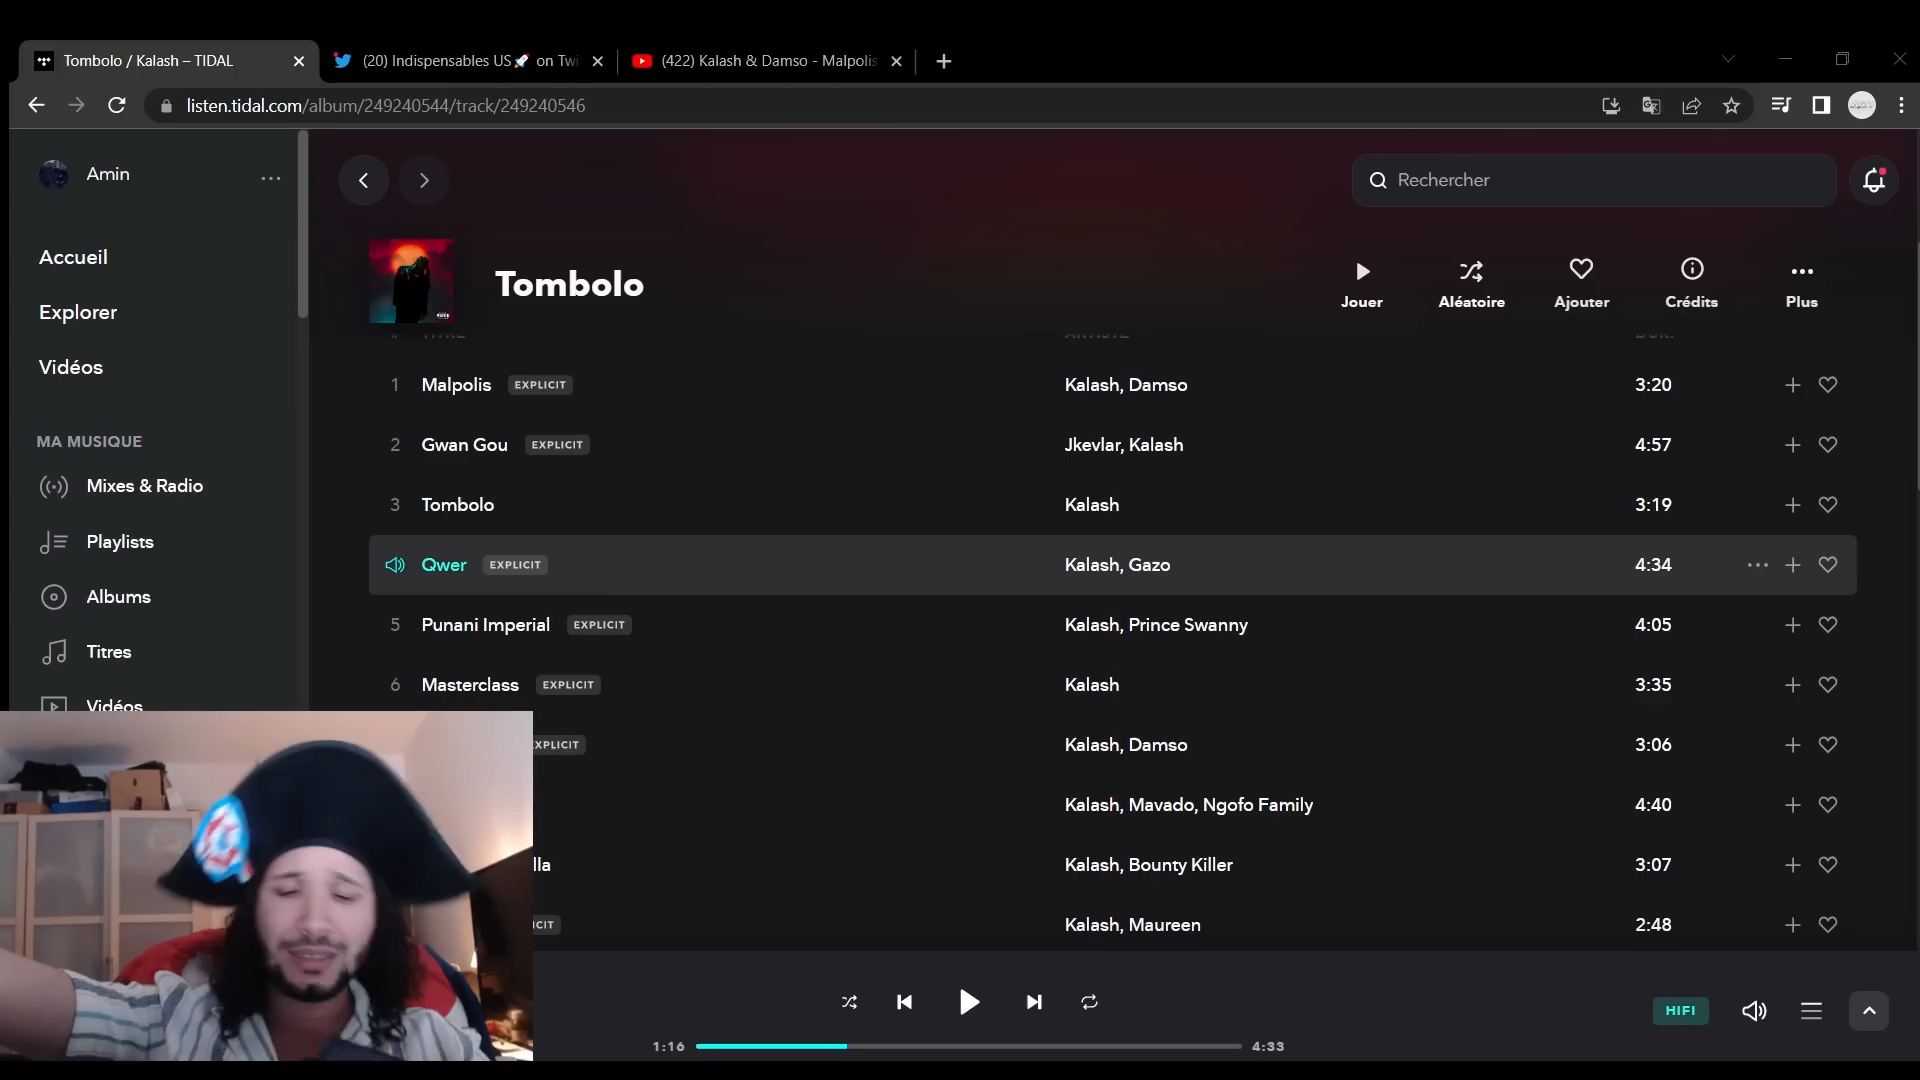 Tombolo / Kalash – TIDAL
(20) Indispensables US🚀 on Twi
(422) Kalash & Damso - Malpolis
listen.tidal.com/album/249240544/track/249240546
Amin
Rechercher
Accueil
Explorer
Vidéos
MA MUSIQUE
Mixes & Radio
Playlists
Albums
Titres
Vidéos
Tombolo
Jouer
Aléatoire
Ajouter
Crédits
Plus
1 Malpolis EXPLICIT Kalash, Damso 3:20
2 Gwan Gou EXPLICIT Jkevlar, Kalash 4:57
3 Tombolo Kalash 3:19
Qwer EXPLICIT Kalash, Gazo 4:34
5 Punani Imperial EXPLICIT Kalash, Prince Swanny 4:05
6 Masterclass EXPLICIT Kalash 3:35
XPLICIT Kalash, Damso 3:06
Kalash, Mavado, Ngofo Family 4:40
lla Kalash, Bounty Killer 3:07
ICIT Kalash, Maureen 2:48
1:16
4:33
HIFI